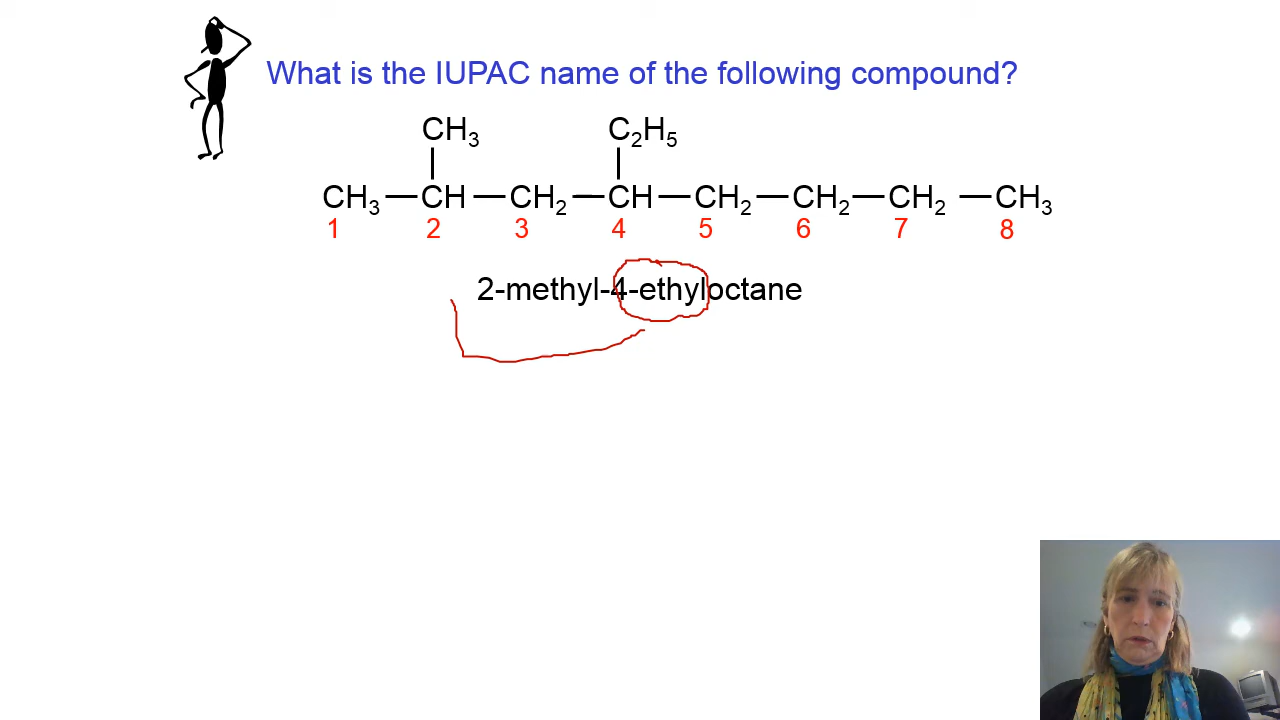 What is the IUPAC name of the following compound?
CH3 C2H5
CH3 — CH — CH2 — CH — CH2 — CH2 — CH2 — CH3
1 2 3 4 5 6 7 8
2-methyl-4-ethyloctane